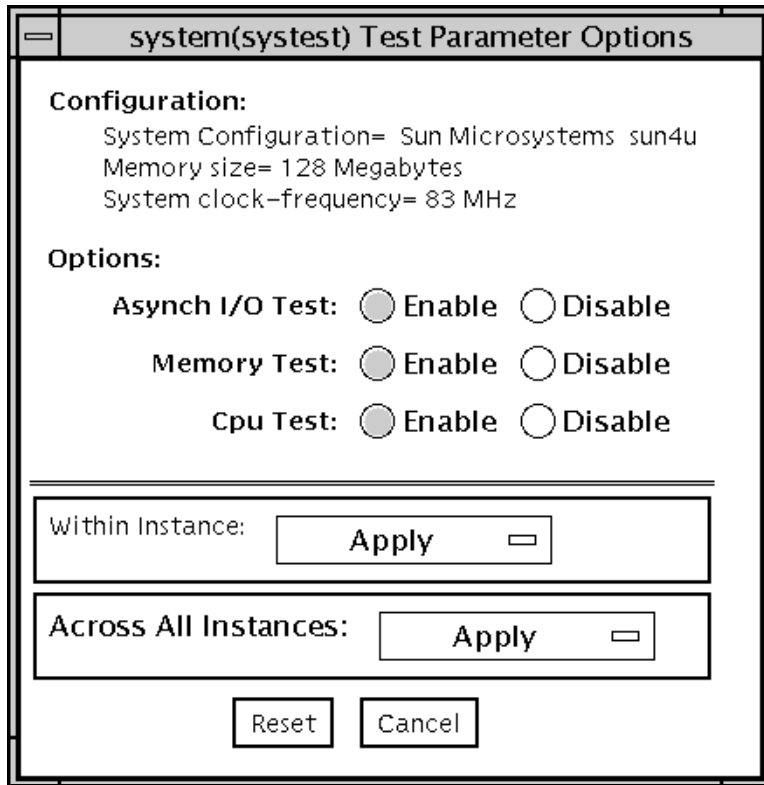 system(systest) Test Parameter Options
Configuration:
System Configuration= Sun Microsystems sun4u
Memory size= 128 Megabytes
System clock-frequency= 83 MHz
Options:
Asynch I/O Test: Enable Disable
Memory Test: Enable Disable
Cpu Test: Enable Disable
Within Instance: Apply
Across All Instances: Apply
Reset Cancel